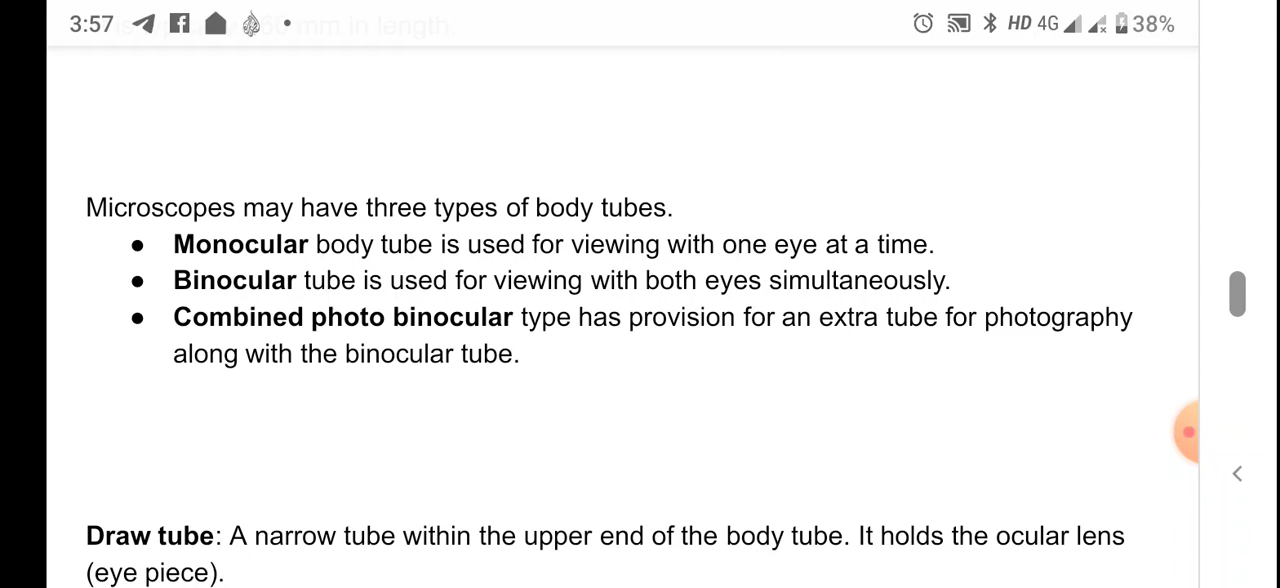 3:57 HD 4G 38%
mm in length.
Microscopes may have three types of body tubes.
● Monocular body tube is used for viewing with one eye at a time.
● Binocular tube is used for viewing with both eyes simultaneously.
● Combined photo binocular type has provision for an extra tube for photography
along with the binocular tube.
Draw tube: A narrow tube within the upper end of the body tube. It holds the ocular lens
(eye piece).